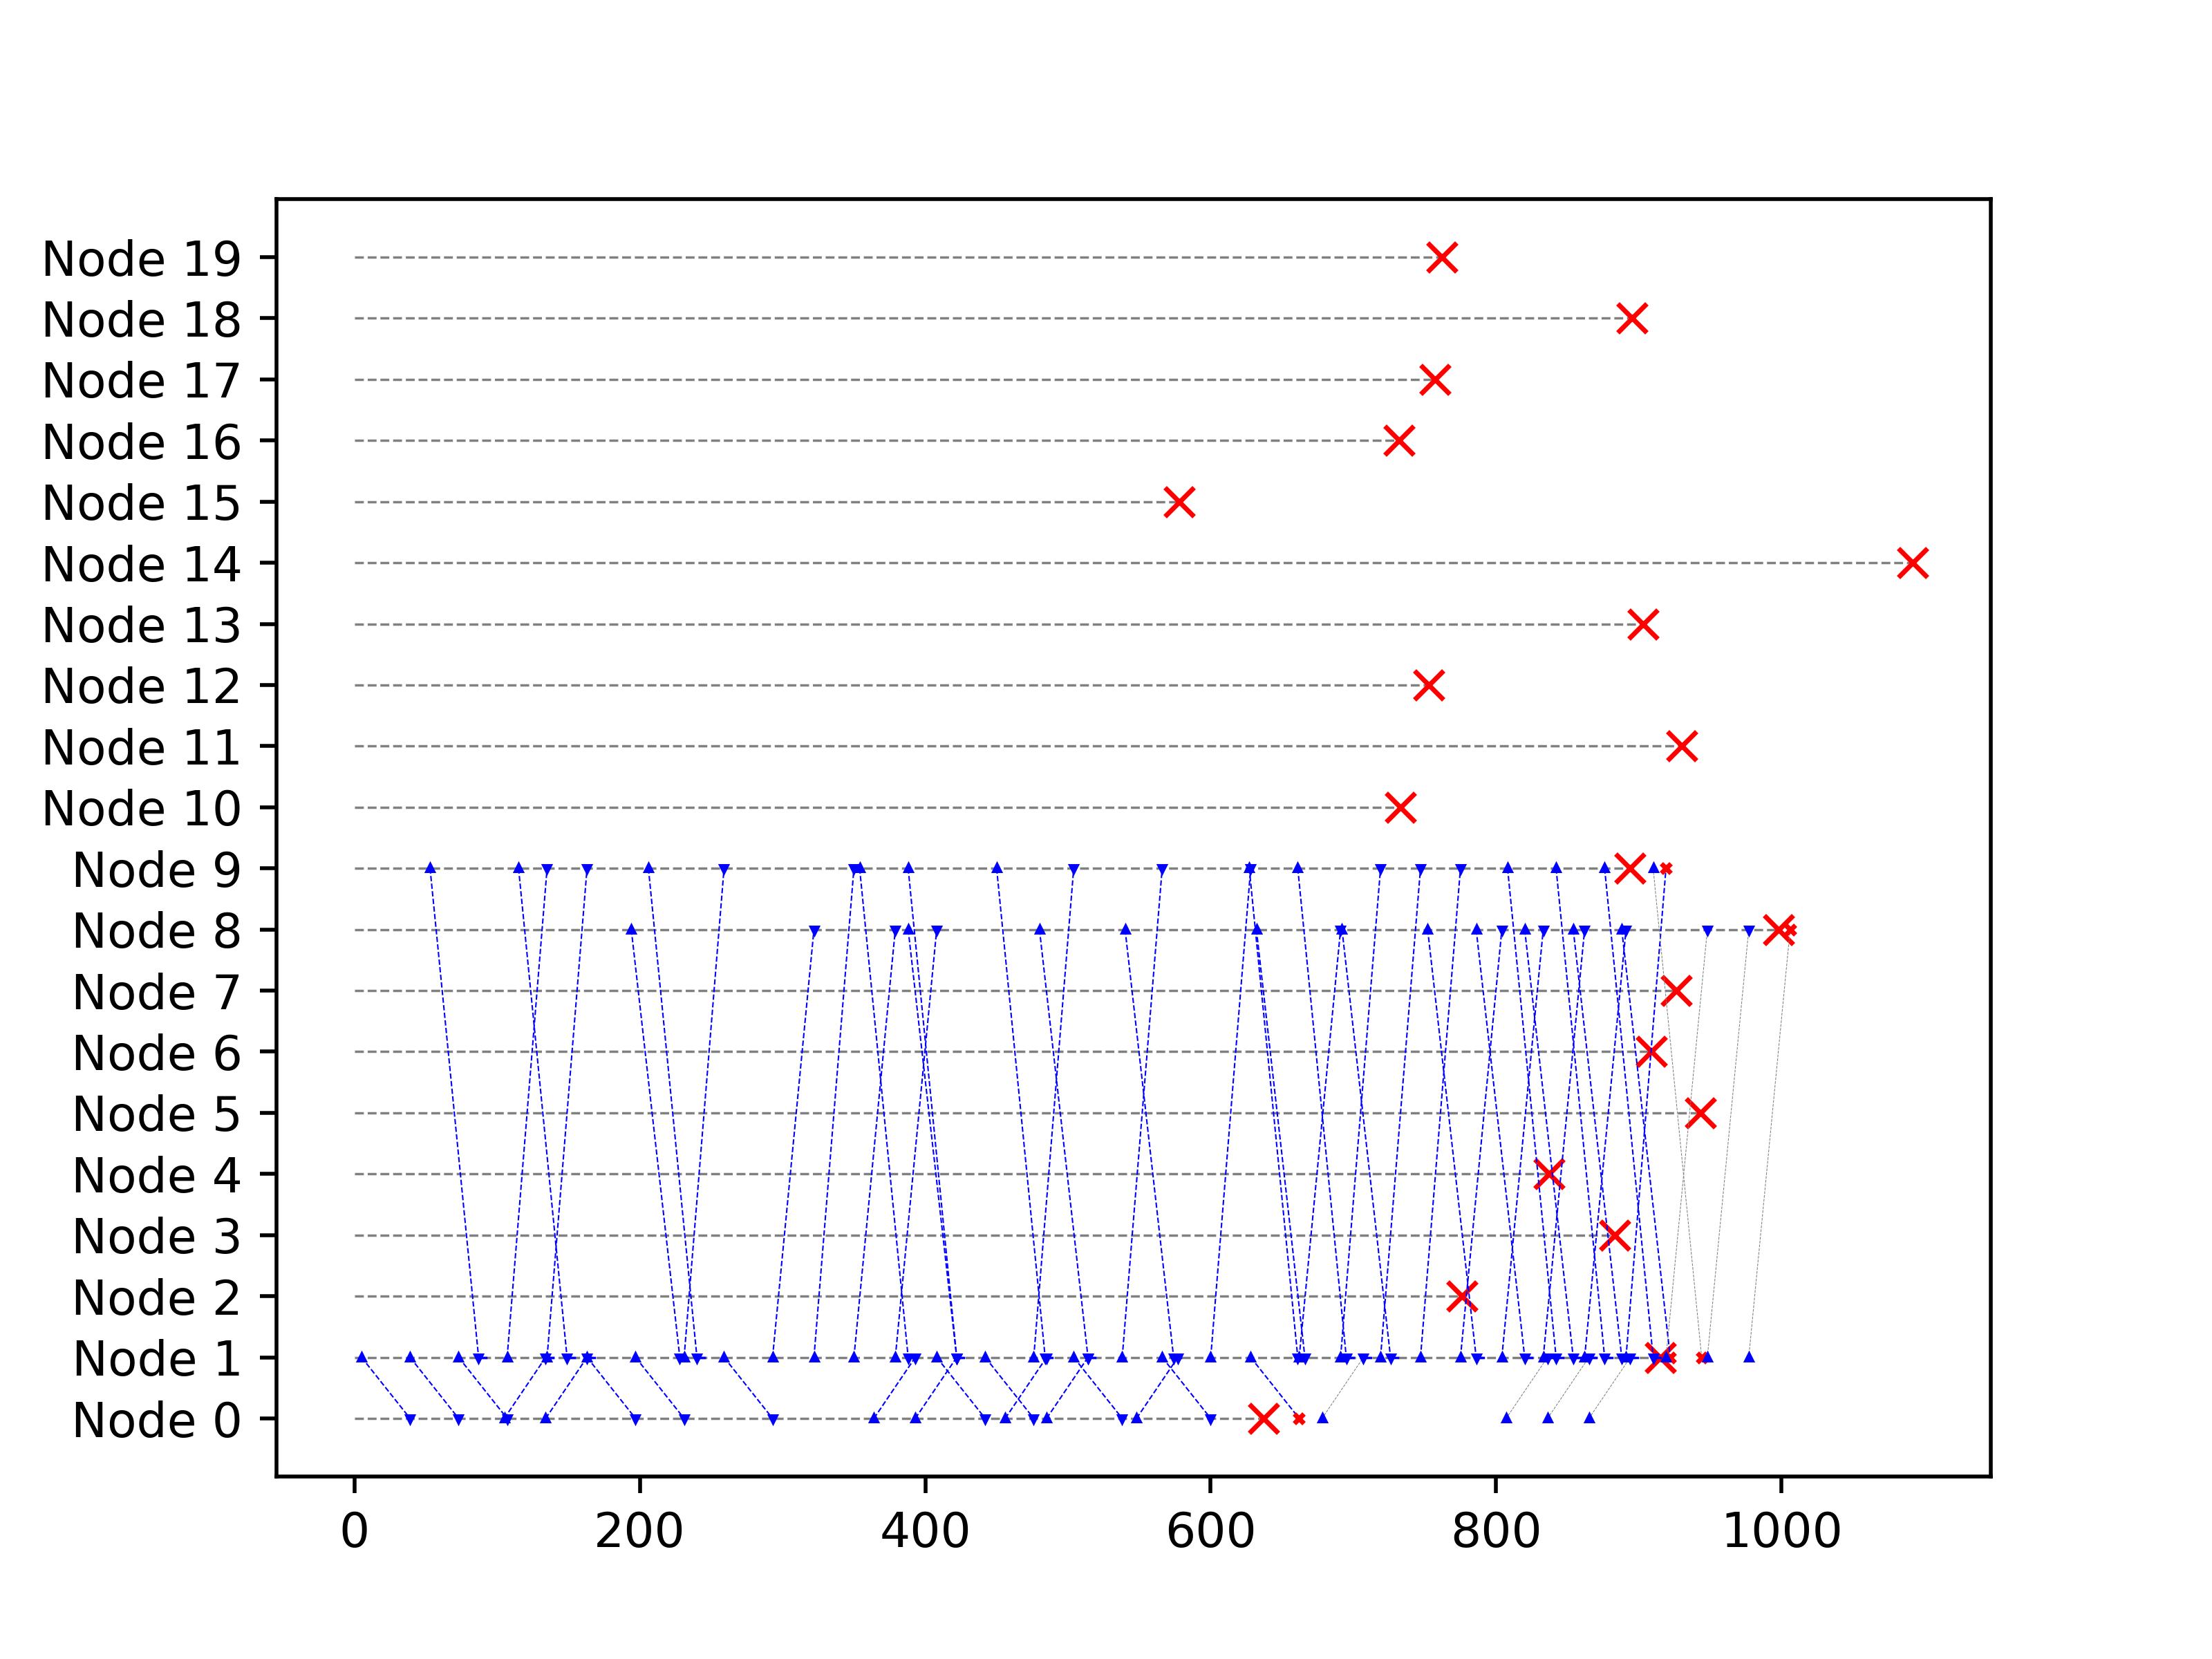 Node 19
Node 18
Node 17
Node 16
Node 15
Node 14
Node 13
Node 12
Node 11
Node 10
Node 9
Node 8
Node 7
Node 6
Node 5
Node 4
Node 3
Node 2
Node 1
Node 0
0 200 400 600 800 1000